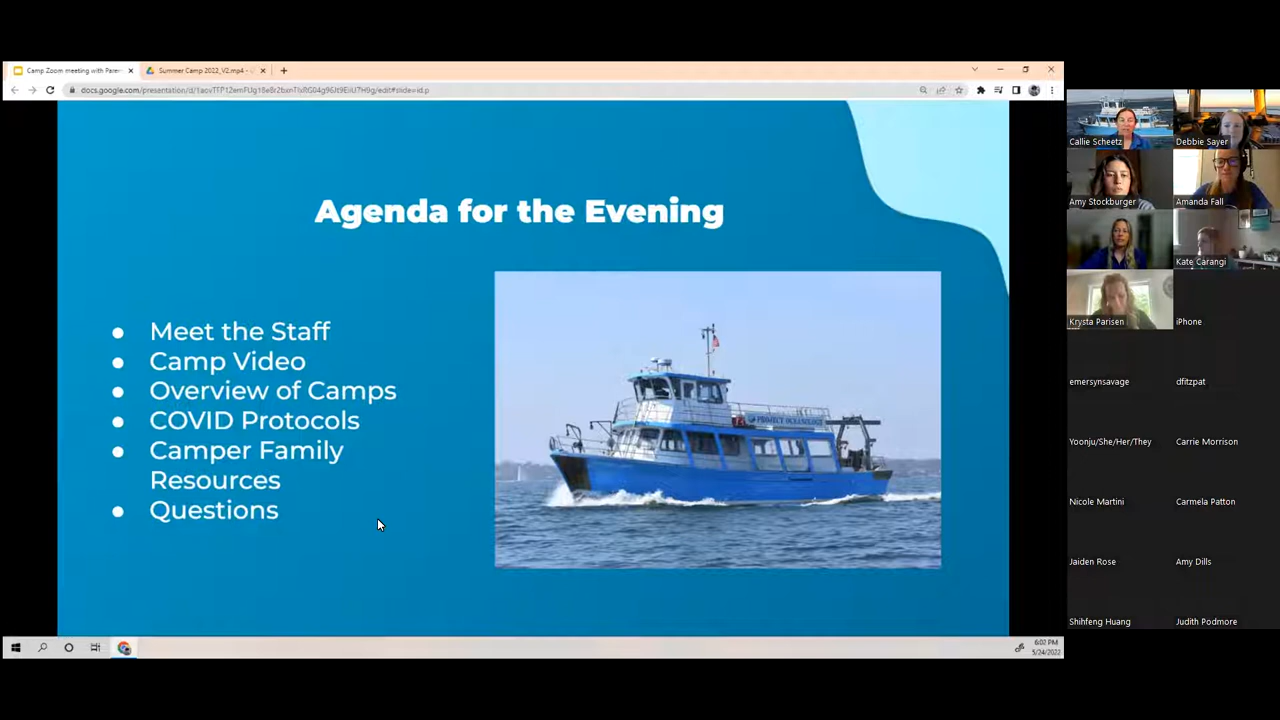 Camp Zoom meeting with Paren
Summer Camp 2022_V2.mp4 -
Agenda for the Evening
Meet the Staff
Camp Video
Overview of Camps
COVID Protocols
Camper Family
Resources
Questions
PROJECT OCEANOLOGY
Callie Scheetz
Debbie Sayer
Amy Stockburger
Amanda Fall
Kate Carangi
Krysta Parisen
iPhone
emersynsavage
dfitzpat
Yoonju/She/Her/They
Carrie Morrison
Nicole Martini
Carmela Patton
Jaiden Rose
Amy Dills
Shihfeng Huang
Judith Podmore
6:02 PM
5/24/2022